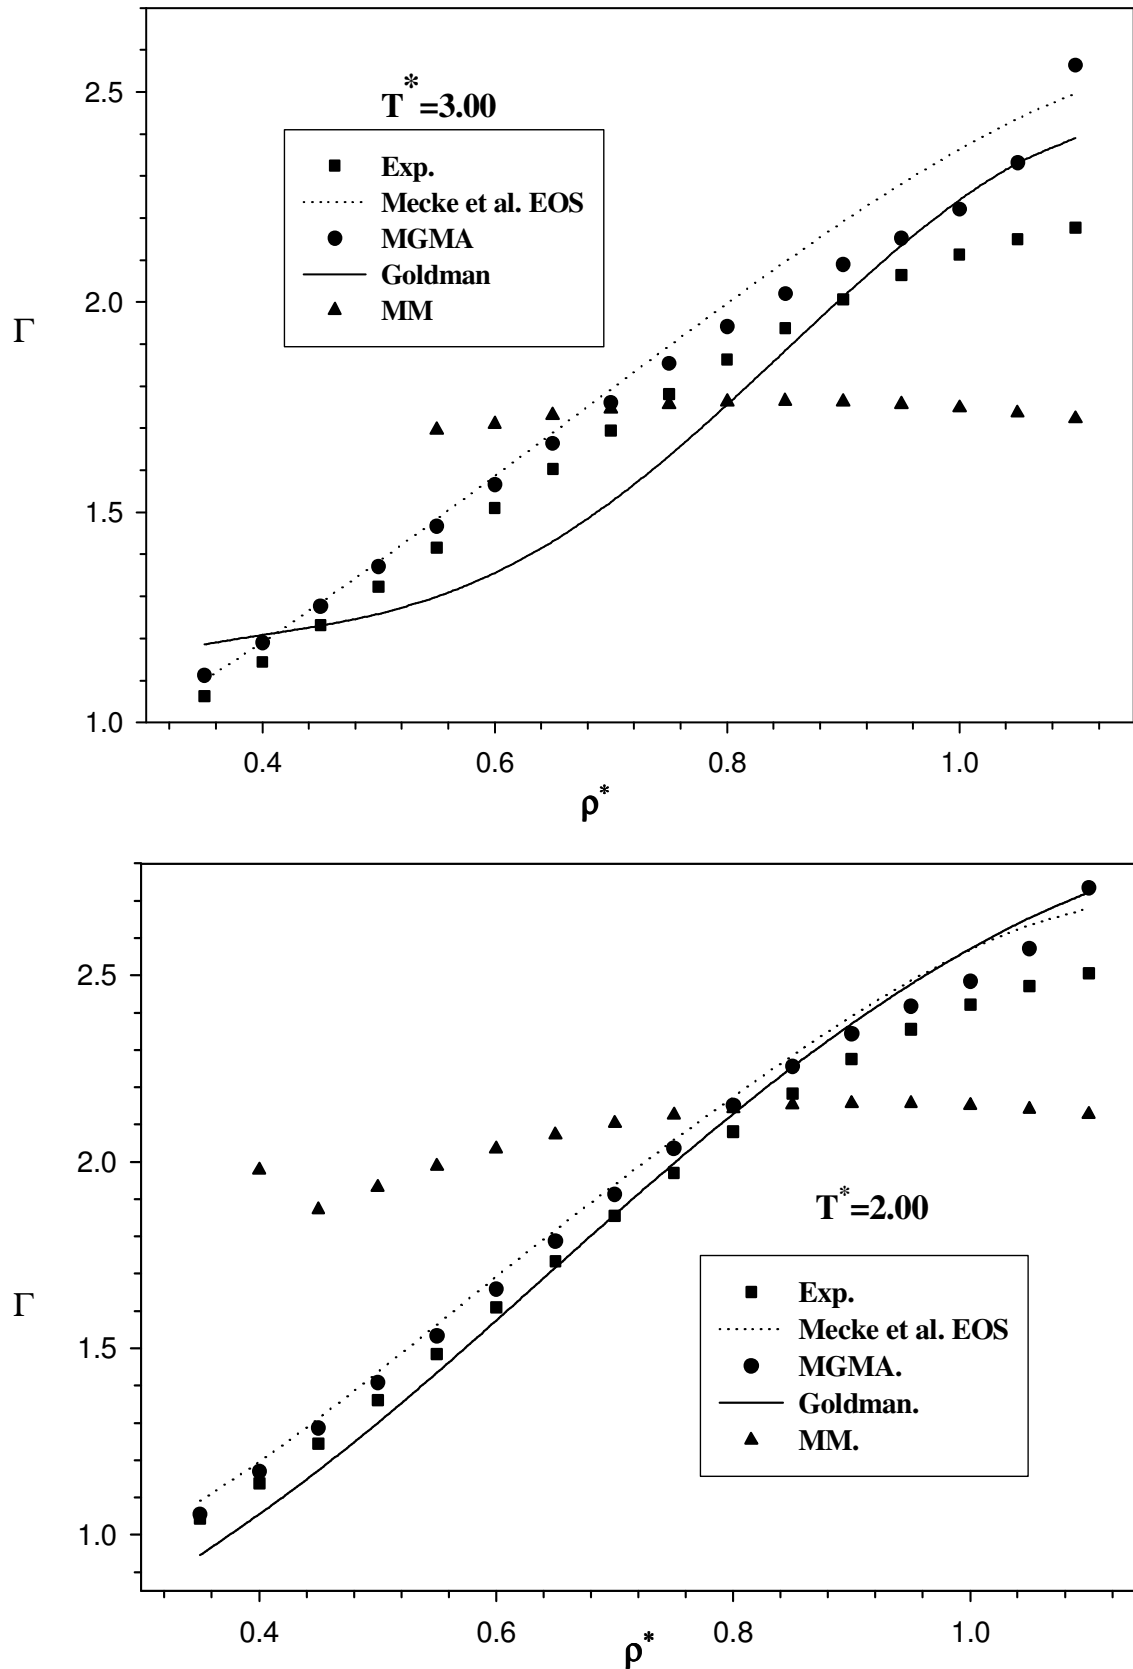 2.5
T*=3.00
Exp.
Mecke et al. EOS
MGMA
Goldman
MM
2.0
Γ
1.5
1.0
0.4 0.6 0.8 1.0
ρ*
2.5
2.0
T*=2.00
Exp.
Γ
Mecke et al. EOS
1.5
MGMA.
Goldman.
MM.
1.0
0.4 0.6 0.8 1.0
ρ*